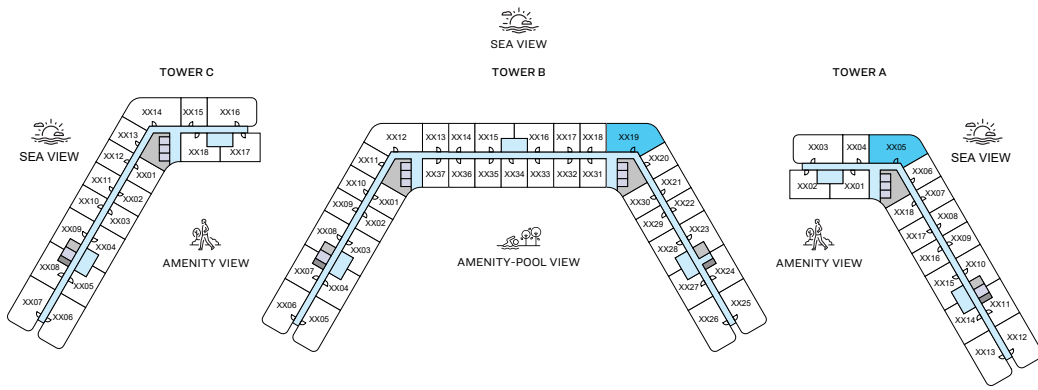 SEA VIEW
TOWER C
TOWER B
TOWER A
SEA VIEW
SEA VIEW
AMENITY VIEW
AMENITY-POOL VIEW
AMENITY VIEW
XX14
XX15
XX16
XX13
XX12
XX11
XX10
XX09
XX08
XX07
XX06
XX05
XX04
XX03
XX02
XX01
XX18
XX17
XX12
XX13
XX14
XX15
XX16
XX17
XX18
XX19
XX11
XX10
XX09
XX08
XX07
XX06
XX05
XX04
XX03
XX02
XX01
XX37
XX36
XX35
XX34
XX33
XX32
XX31
XX20
XX21
XX22
XX23
XX24
XX25
XX26
XX27
XX28
XX29
XX30
XX03
XX04
XX05
XX02
XX01
XX06
XX07
XX08
XX09
XX10
XX11
XX12
XX13
XX14
XX15
XX16
XX17
XX18